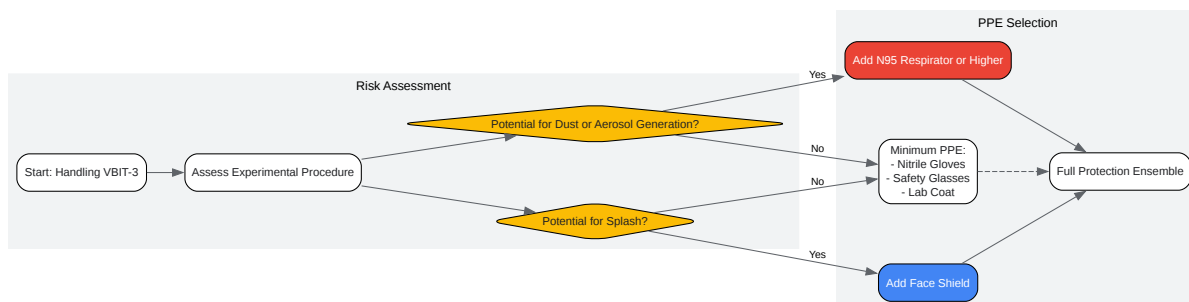 PPE Selection
Add N95 Respirator or Higher
Yes
Risk Assessment
Potential for Dust or Aerosol Generation?
No
Minimum PPE:
- Nitrile Gloves
- Safety Glasses
- Lab Coat
Start: Handling VBIT-3
Assess Experimental Procedure
Full Protection Ensemble
No
Potential for Splash?
Yes
Add Face Shield